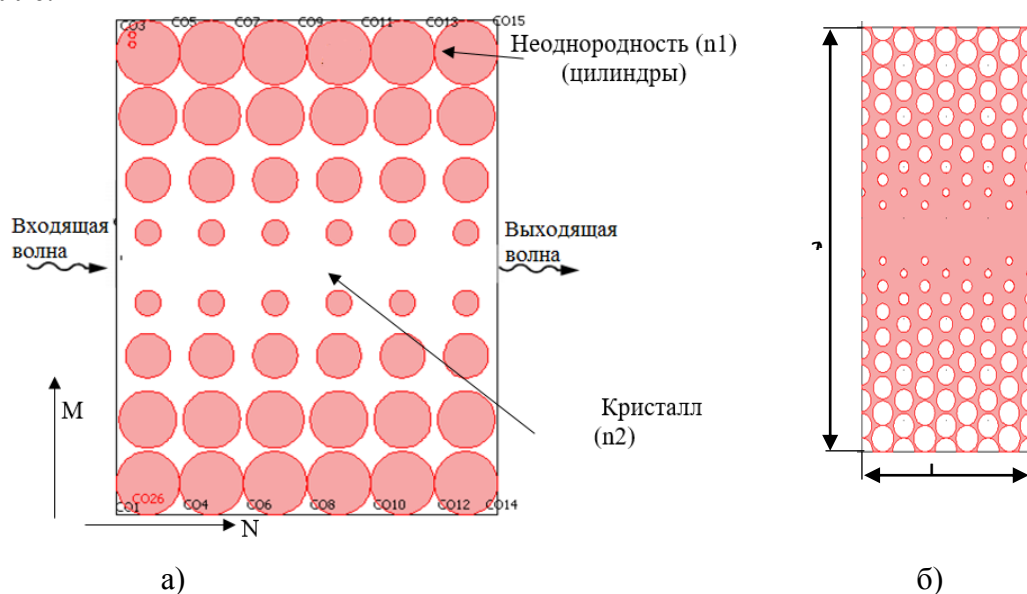 CO3 CO5 CO7 CO9 CO11 CO13 CO15
Неоднородность (n1)
(цилиндры)
Входящая
волна
Выходящая
волна
Кристалл
(n2)
M
CO26
CO1 CO4 CO6 CO8 CO10 CO12 CO14
N
а)
б)